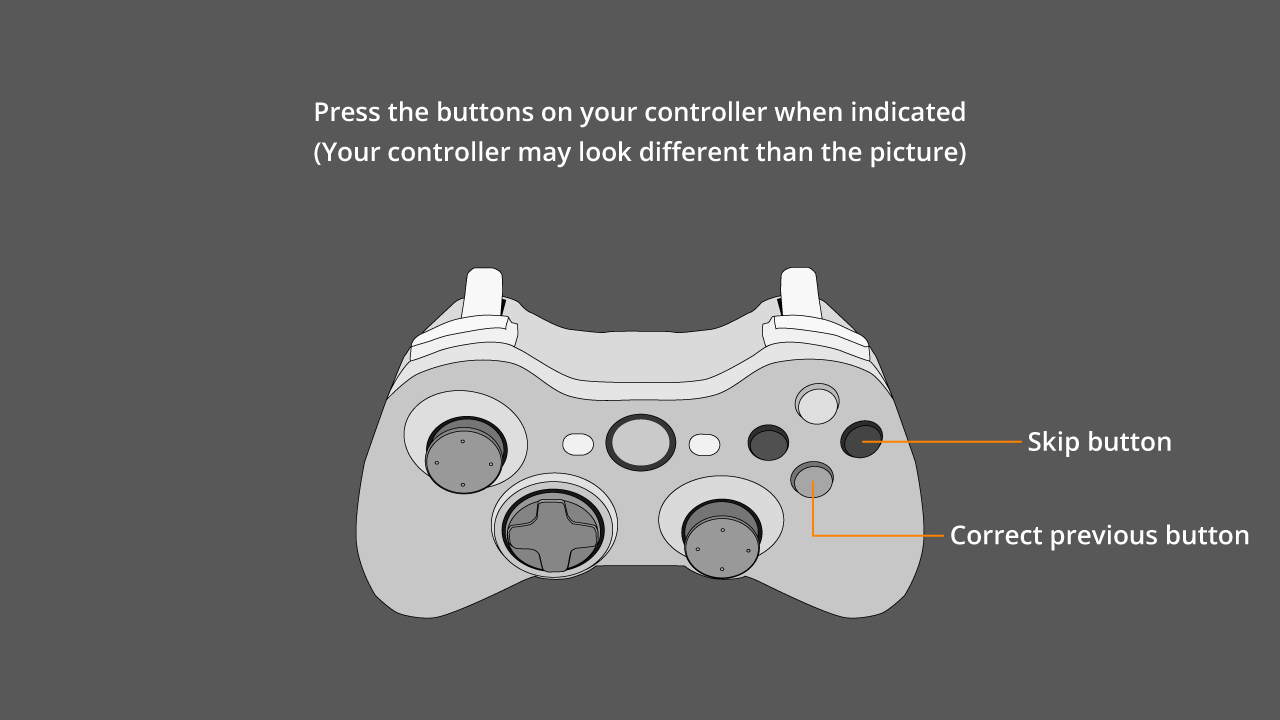 Press the buttons on your controller when indicated
(Your controller may look different than the picture)
Skip button
Correct previous button